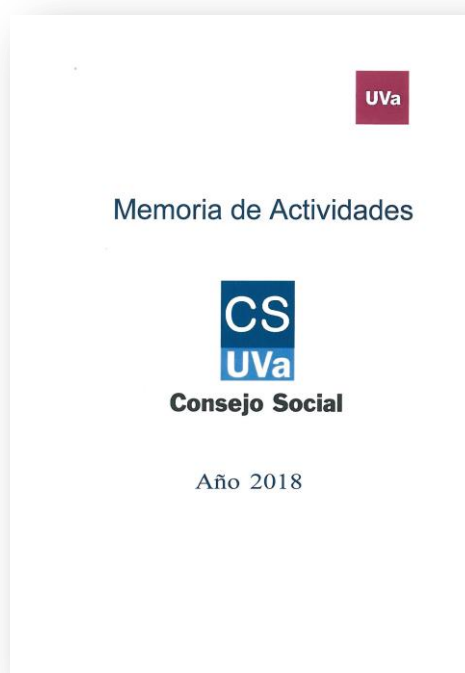 UVa
Memoria de Actividades
CS
UVa
Consejo Social
Año 2018